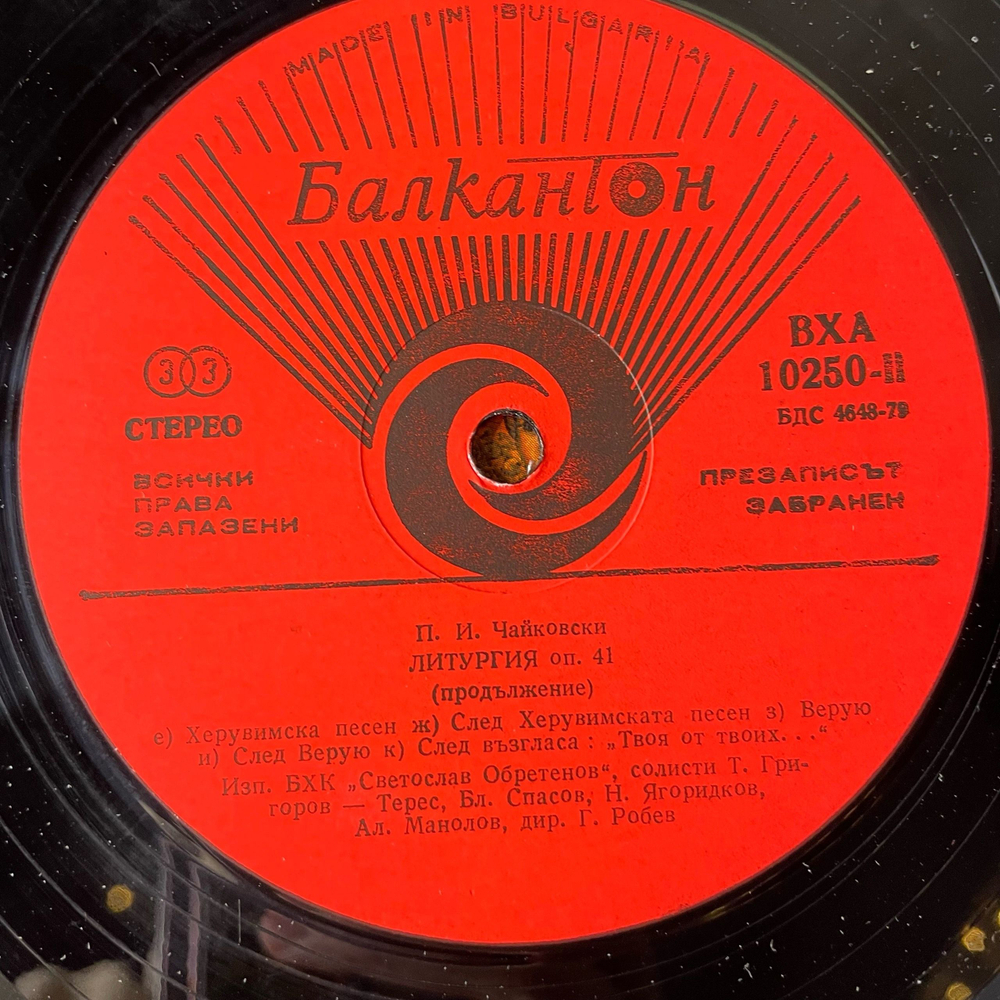 MADE IN BULGARIA
Балкантон
33
СТЕРЕО
ВСИЧКИ
ПРАВА
ЗАПАЗЕНИ
ВХА
10250-II
БДС 4648-79
ПРЕЗАПИСЪТ
ЗАБРАНЕН
П. И. Чайковски
ЛИТУРГИЯ оп. 41
(продължение)
е) Херувимска песен ж) След Херувимската песен з) Верую
и) След Верую к) След възгласа : „Твоя от твоих. . .“
Изп. БХК „Светослав Обретенов“, солисти Т. Гри-
горов — Терес, Бл. Спасов, Н. Ягоридков,
Ал. Манолов, дир. Г. Робев